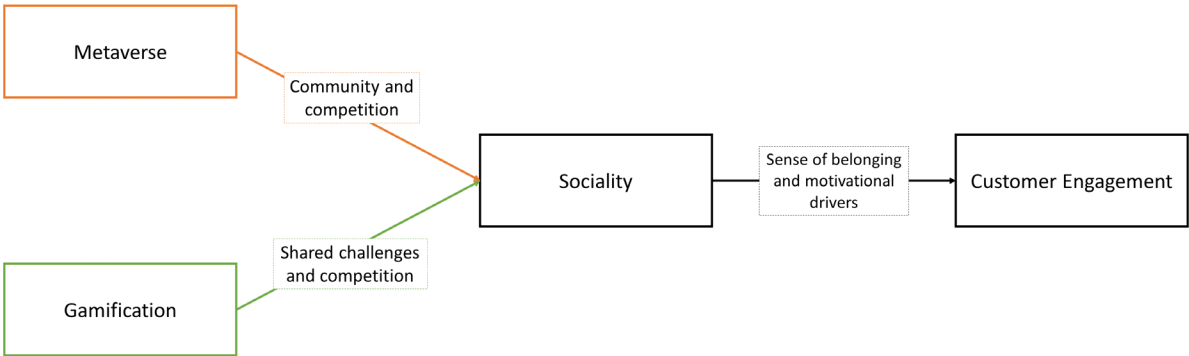 Metaverse
Community and
competition
Sociality
Sense of belonging
and motivational
drivers
Customer Engagement
Shared challenges
and competition
Gamification